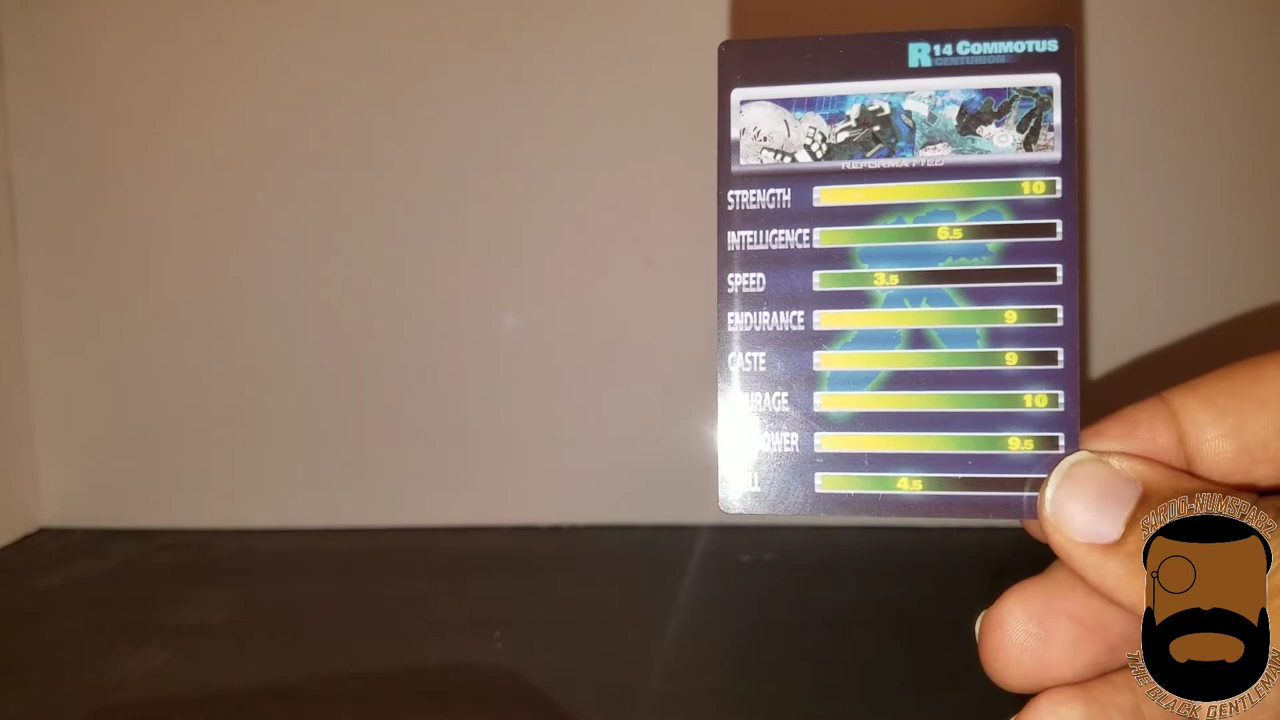 R14 COMMOTUS
CENTURION
REFORMATTED
STRENGTH 10
INTELLIGENCE 6.5
SPEED 3.5
ENDURANCE 9
CASTE 9
10
9.5
4.5
SARDO-NUMSPA82
THE BLACK GENTLEMAN